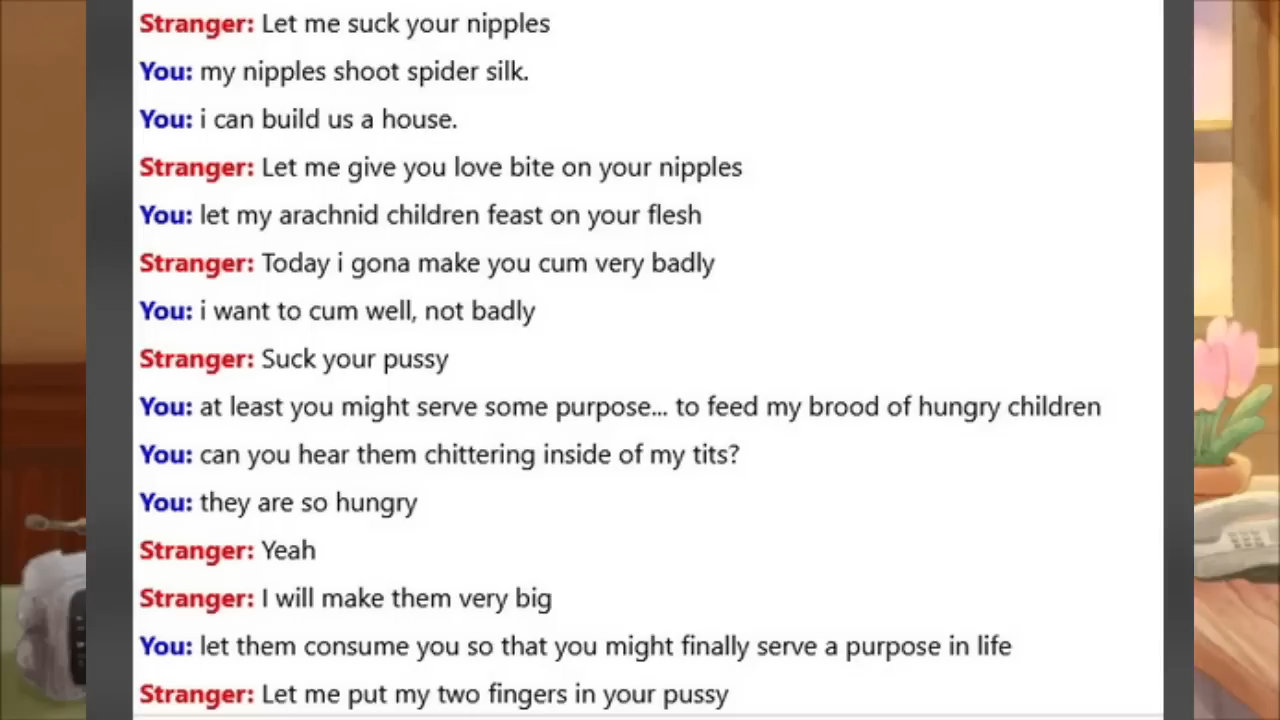 Stranger: Let me suck your nipples
You: my nipples shoot spider silk.
You: i can build us a house.
Stranger: Let me give you love bite on your nipples
You: let my arachnid children feast on your flesh
Stranger: Today i gona make you cum very badly
You: i want to cum well, not badly
Stranger: Suck your pussy
You: at least you might serve some purpose... to feed my brood of hungry children
You: can you hear them chittering inside of my tits?
You: they are so hungry
Stranger: Yeah
Stranger: I will make them very big
You: let them consume you so that you might finally serve a purpose in life
Stranger: Let me put my two fingers in your pussy